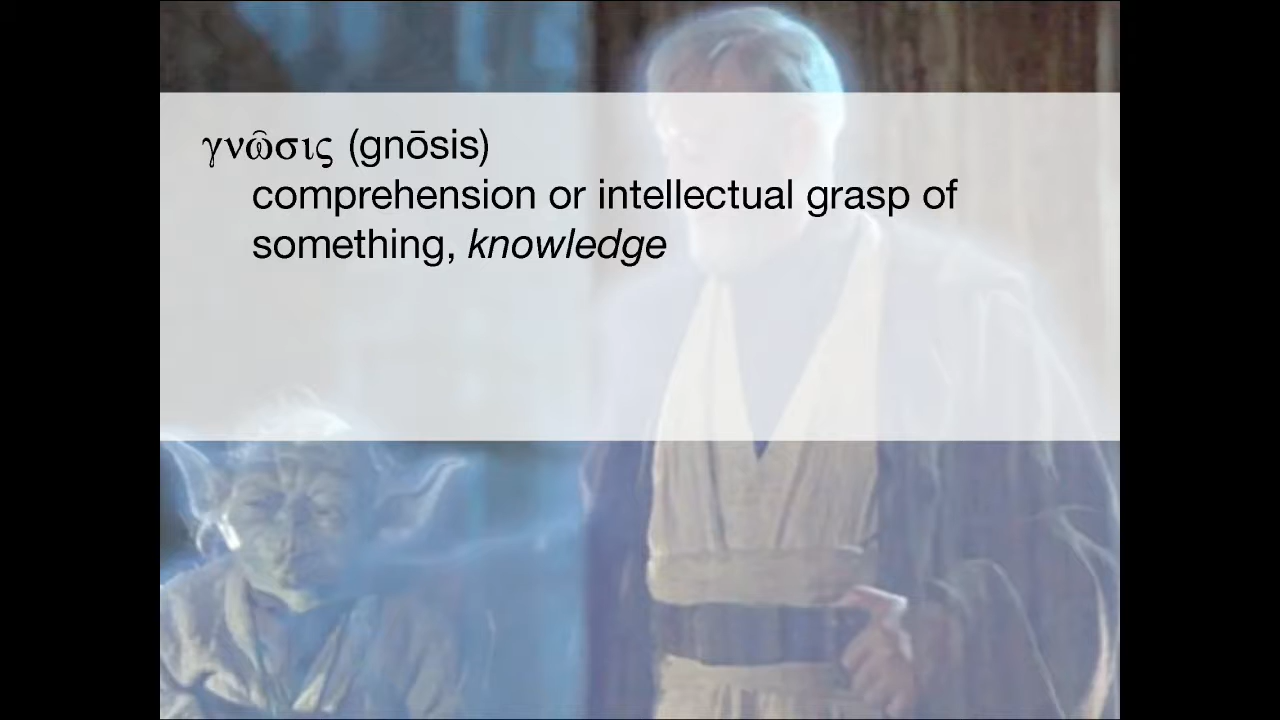 γνῶσις (gnōsis)
comprehension or intellectual grasp of
something, knowledge